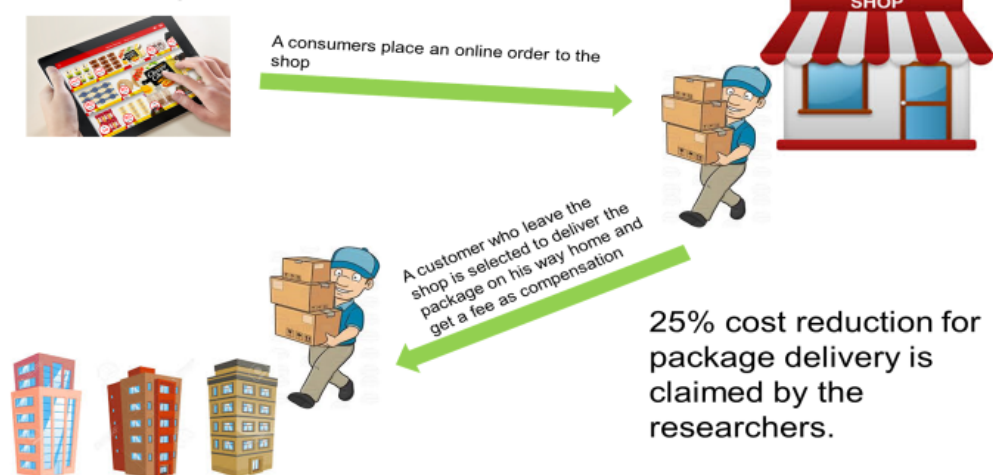 SHOP
A consumers place an online order to the
shop
A customer who leave the
shop is selected to deliver the
package on his way home and
get a fee as compensation
25% cost reduction for
package delivery is
claimed by the
researchers.